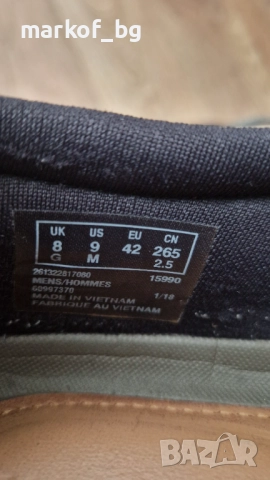 markof_bg
UK US EU CN
8 9 42 265
G M 2.5
261322817080 15990
MENS/HOMMES
60997370 1/18
MADE IN VIETNAM
FABRIQUE AU VIETNAM
bazar